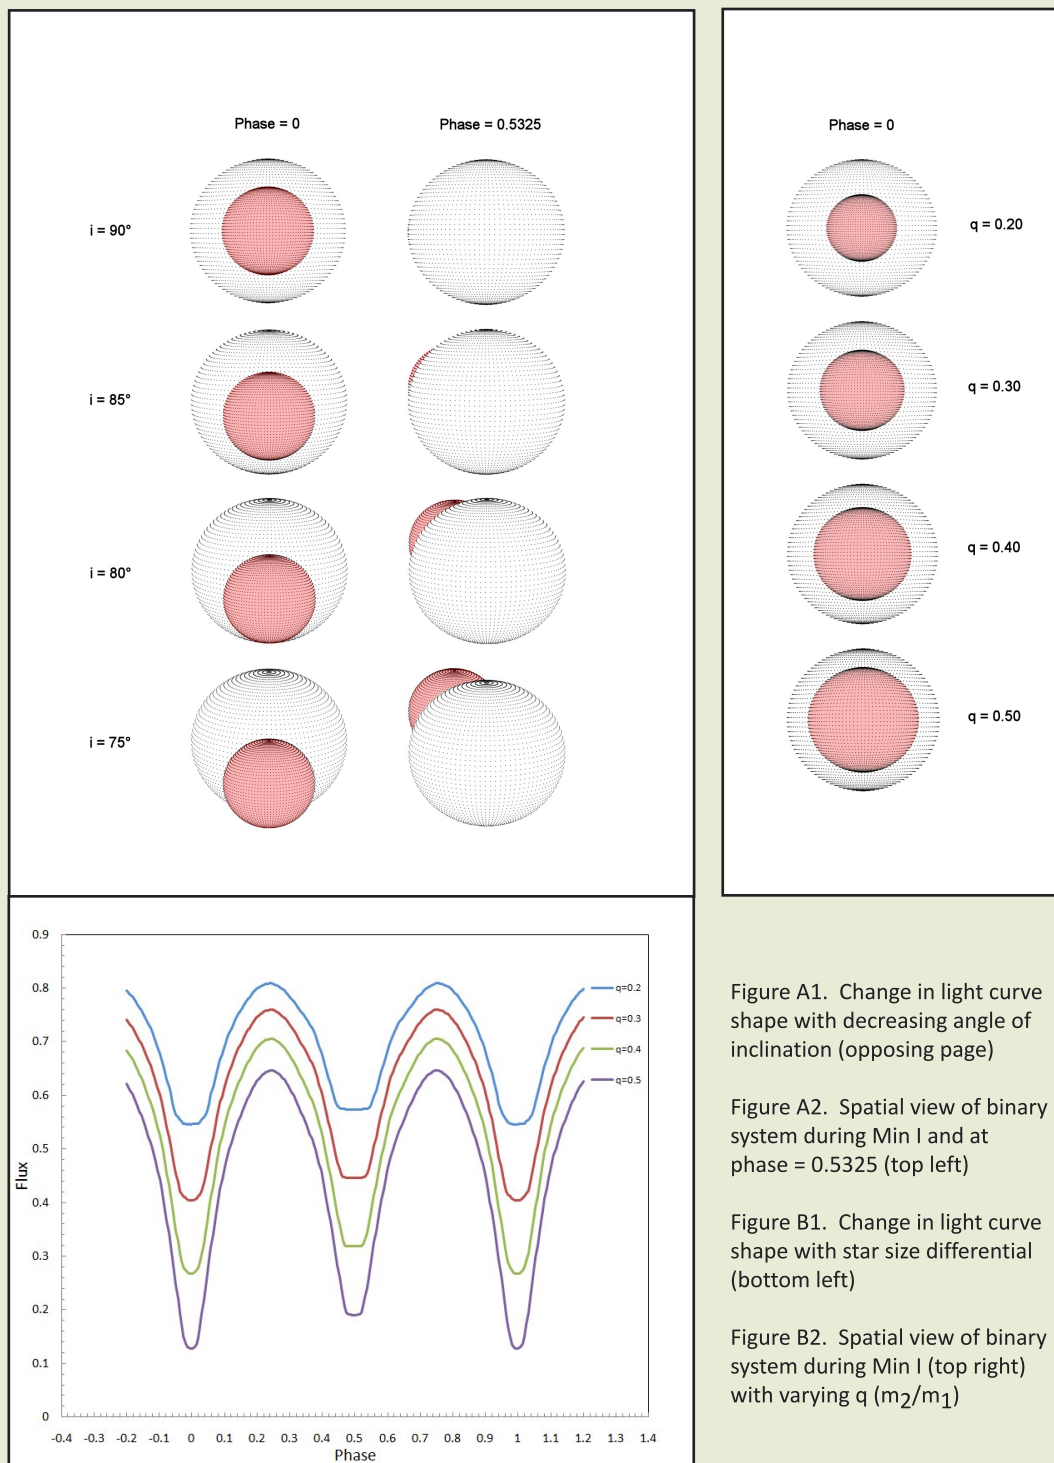 Phase = 0
Phase = 0.5325
i = 90°
i = 85°
i = 80°
i = 75°
Phase = 0
q = 0.20
q = 0.30
q = 0.40
q = 0.50
0.9
0.8
0.7
0.6
0.5
0.4
0.3
0.2
0.1
0
Flux
-0.4 -0.3 -0.2 -0.1 0 0.1 0.2 0.3 0.4 0.5 0.6 0.7 0.8 0.9 1 1.1 1.2 1.3 1.4
Phase
q=0.2
q=0.3
q=0.4
q=0.5
Figure A1. Change in light curve
shape with decreasing angle of
inclination (opposing page)
Figure A2. Spatial view of binary
system during Min I and at
phase = 0.5325 (top left)
Figure B1. Change in light curve
shape with star size differential
(bottom left)
Figure B2. Spatial view of binary
system during Min I (top right)
with varying q (m2/m1)